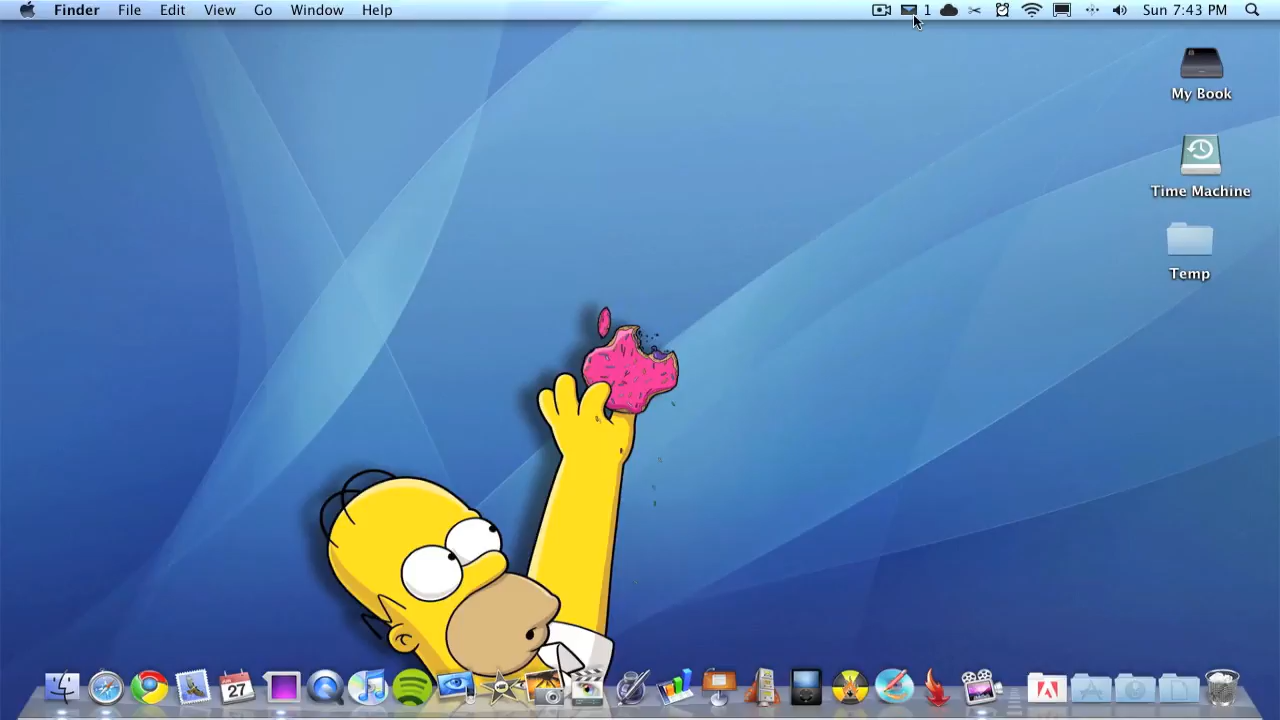 Finder File Edit View Go Window Help 1 Sun 7:43 PM
My Book
Time Machine
Temp
27